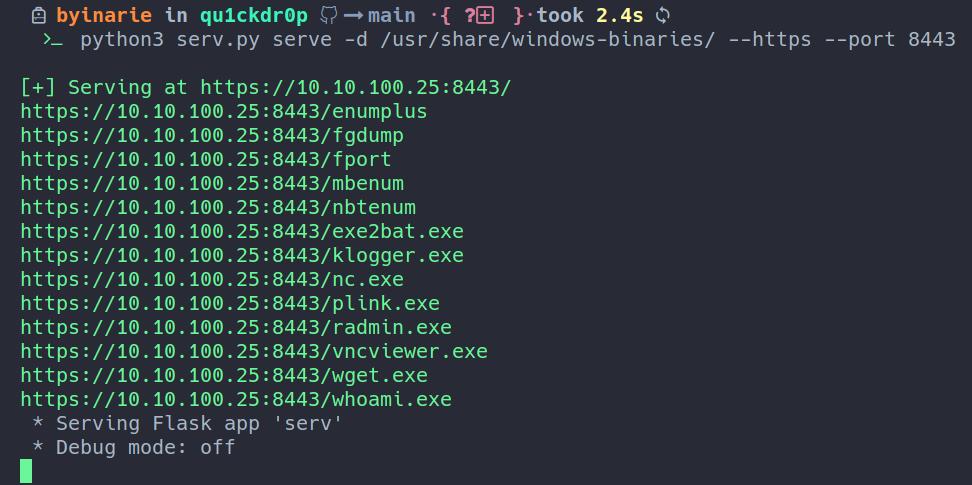 byinarie in qu1ckdr0p main ·{ ?+ }·took 2.4s
>_ python3 serv.py serve -d /usr/share/windows-binaries/ --https --port 8443
[+] Serving at https://10.10.100.25:8443/
https://10.10.100.25:8443/enumplus
https://10.10.100.25:8443/fgdump
https://10.10.100.25:8443/fport
https://10.10.100.25:8443/mbenum
https://10.10.100.25:8443/nbtenum
https://10.10.100.25:8443/exe2bat.exe
https://10.10.100.25:8443/klogger.exe
https://10.10.100.25:8443/nc.exe
https://10.10.100.25:8443/plink.exe
https://10.10.100.25:8443/radmin.exe
https://10.10.100.25:8443/vncviewer.exe
https://10.10.100.25:8443/wget.exe
https://10.10.100.25:8443/whoami.exe
* Serving Flask app 'serv'
* Debug mode: off